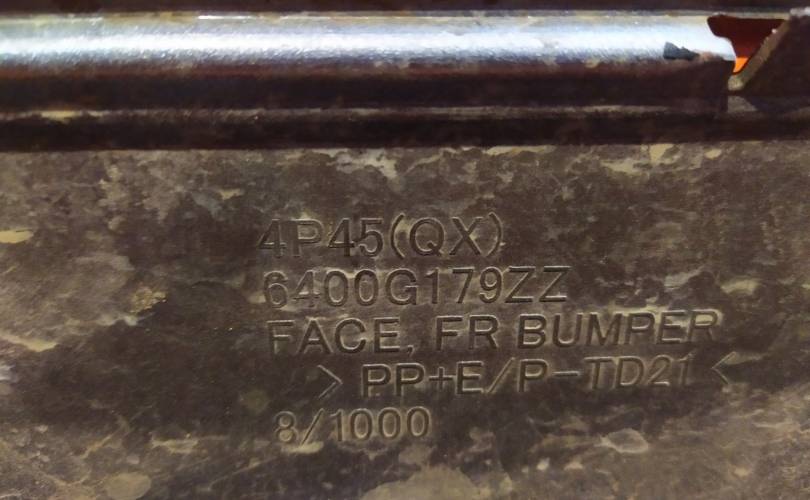 4P45(QX)
6400G179ZZ
FACE, FR BUMPER
> PP+E/P-TD21 <
8/1000